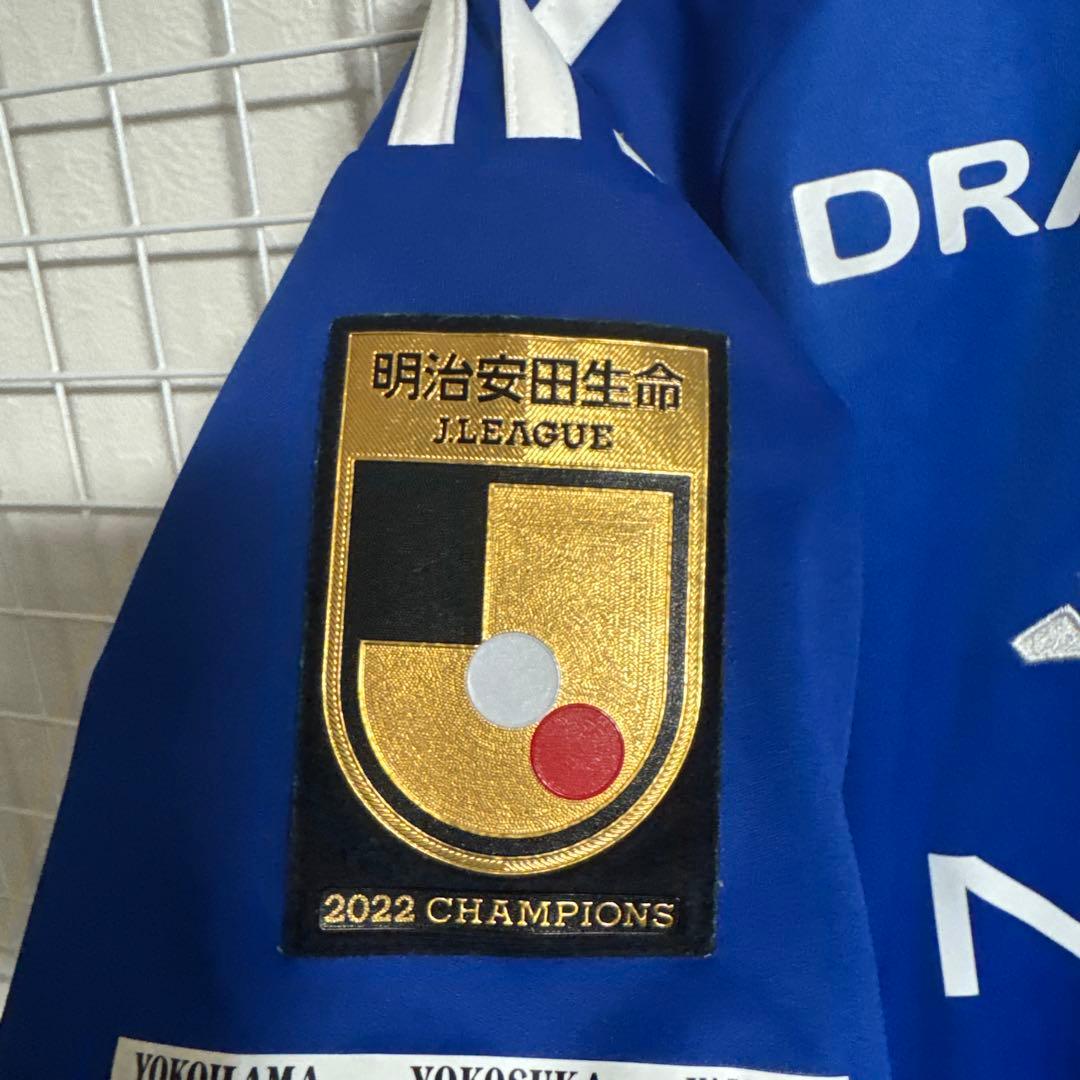 DRA
明治安田生命
J.LEAGUE
2022 CHAMPIONS
N
YOKOHAMA YOKOSUKA